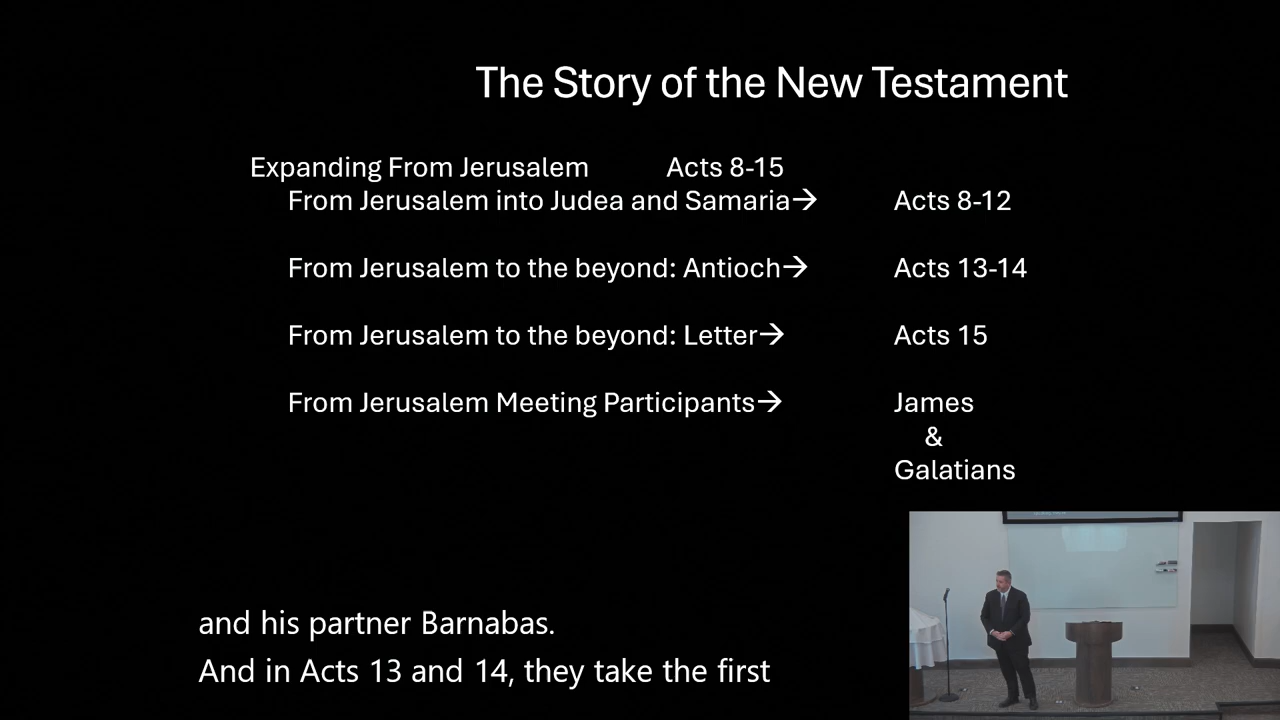 The Story of the New Testament
Expanding From Jerusalem Acts 8-15
From Jerusalem into Judea and Samaria→ Acts 8-12
From Jerusalem to the beyond: Antioch→ Acts 13-14
From Jerusalem to the beyond: Letter→ Acts 15
From Jerusalem Meeting Participants→ James
&
Galatians
and his partner Barnabas.
And in Acts 13 and 14, they take the first